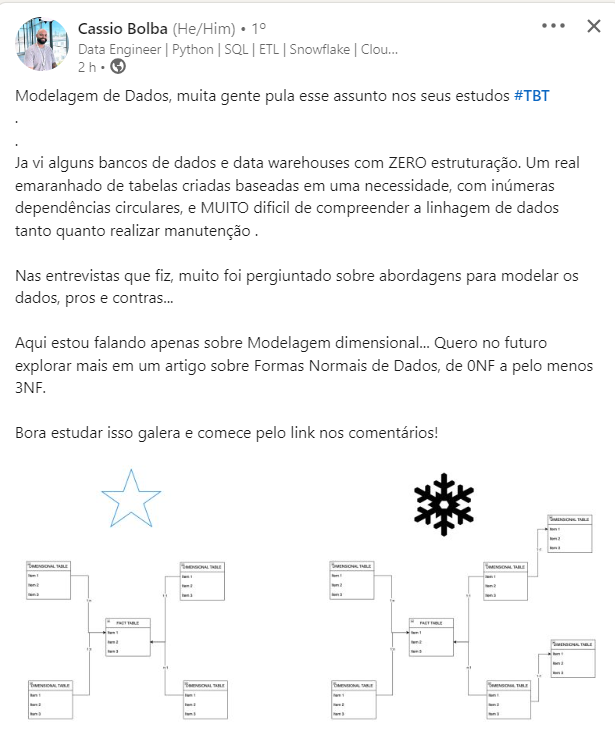 Cassio Bolba (He/Him) • 1º
Data Engineer | Python | SQL | ETL | Snowflake | Clou...
2 h •
Modelagem de Dados, muita gente pula esse assunto nos seus estudos #TBT
.
.
Ja vi alguns bancos de dados e data warehouses com ZERO estruturação. Um real
emaranhado de tabelas criadas baseadas em uma necessidade, com inúmeras
dependências circulares, e MUITO dificil de compreender a linhagem de dados
tanto quanto realizar manutenção .
Nas entrevistas que fiz, muito foi pergiuntado sobre abordagens para modelar os
dados, pros e contras...
Aqui estou falando apenas sobre Modelagem dimensional... Quero no futuro
explorar mais em um artigo sobre Formas Normais de Dados, de 0NF a pelo menos
3NF.
Bora estudar isso galera e comece pelo link nos comentários!
DIMENSIONAL TABLE
Item 1
Item 2
Item 3
DIMENSIONAL TABLE
Item 1
Item 2
Item 3
FACT TABLE
Item 1
Item 2
Item 3
DIMENSIONAL TABLE
Item 1
Item 2
Item 3
DIMENSIONAL TABLE
Item 1
Item 2
Item 3
DIMENSIONAL TABLE
Item 1
Item 2
Item 3
DIMENSIONAL TABLE
Item 1
Item 2
Item 3
DIMENSIONAL TABLE
Item 1
Item 2
Item 3
FACT TABLE
Item 1
Item 2
Item 3
DIMENSIONAL TABLE
Item 1
Item 2
Item 3
DIMENSIONAL TABLE
Item 1
Item 2
Item 3
DIMENSIONAL TABLE
Item 1
Item 2
Item 3